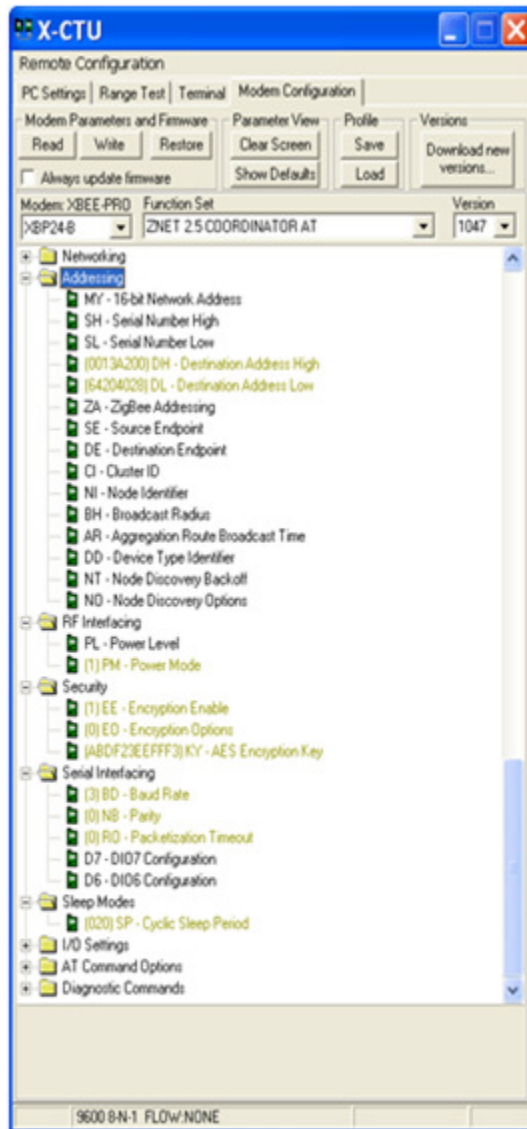 X-CTU
Remote Configuration
PC Settings Range Test Terminal Modem Configuration
Modem Parameters and Firmware Parameter View Profile Versions
Read Write Restore Clear Screen Save Download new versions...
Always update firmware Show Defaults Load
Modem: XBEE-PRO Function Set Version
XBP24-B ZNET 2.5 COORDINATOR AT 1047
Networking
Addressing
MY - 16-bit Network Address
SH - Serial Number High
SL - Serial Number Low
(0013A200) DH - Destination Address High
(64204028) DL - Destination Address Low
ZA - ZigBee Addressing
SE - Source Endpoint
DE - Destination Endpoint
CI - Cluster ID
NI - Node Identifier
BH - Broadcast Radius
AR - Aggregation Route Broadcast Time
DD - Device Type Identifier
NT - Node Discovery Backoff
NO - Node Discovery Options
RF Interfacing
PL - Power Level
(1) PM - Power Mode
Security
(1) EE - Encryption Enable
(0) EO - Encryption Options
(ABDF23EEFFF3) KY - AES Encryption Key
Serial Interfacing
(3) BD - Baud Rate
(0) NB - Parity
(0) RO - Packetization Timeout
D7 - DIO7 Configuration
D6 - DIO6 Configuration
Sleep Modes
(020) SP - Cyclic Sleep Period
I/O Settings
AT Command Options
Diagnostic Commands
9600 8-N-1 FLOW:NONE